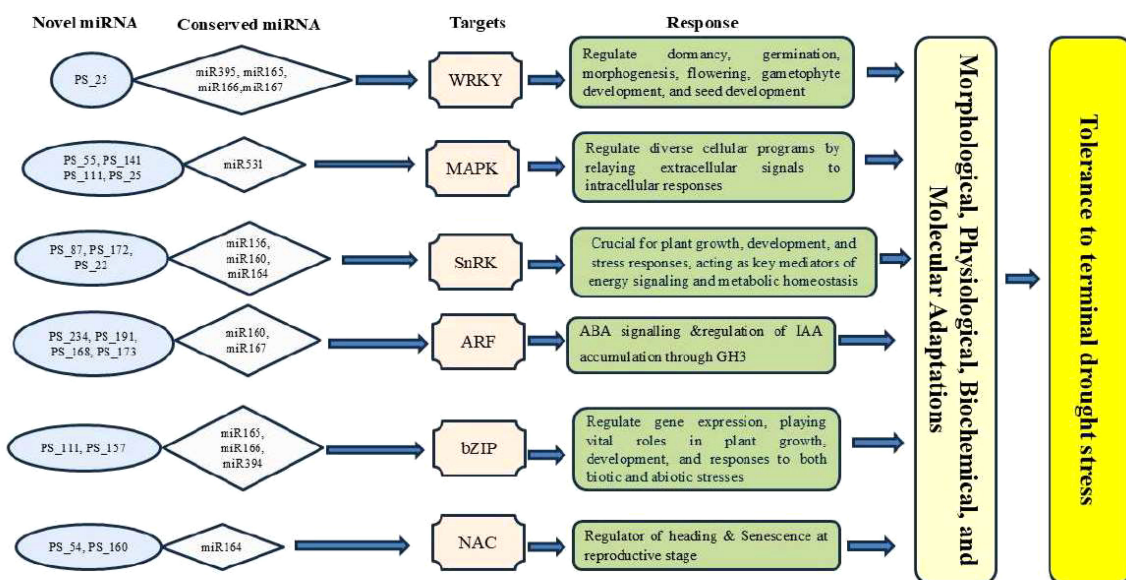 Novel miRNA Conserved miRNA Targets Response
PS_25
miR395, miR165,
miR166,miR167
WRKY
Regulate dormancy, germination,
morphogenesis, flowering, gametophyte
development, and seed development
PS_55, PS_141
PS_111, PS_25
miR531
MAPK
Regulate diverse cellular programs by
relaying extracellular signals to
intracellular responses
PS_87, PS_172,
PS_22
miR156,
miR160,
miR164
SnRK
Crucial for plant growth, development, and
stress responses, acting as key mediators of
energy signaling and metabolic homeostasis
PS_234, PS_191,
PS_168, PS_173
miR160,
miR167
ARF
ABA signalling &regulation of IAA
accumulation through GH3
PS_111, PS_157
miR165,
miR166,
miR394
bZIP
Regulate gene expression, playing
vital roles in plant growth,
development, and responses to both
biotic and abiotic stresses
PS_54, PS_160
miR164
NAC
Regulator of heading & Senescence at
reproductive stage
Morphological, Physiological, Biochemical, and
Molecular Adaptations
Tolerance to terminal drought stress